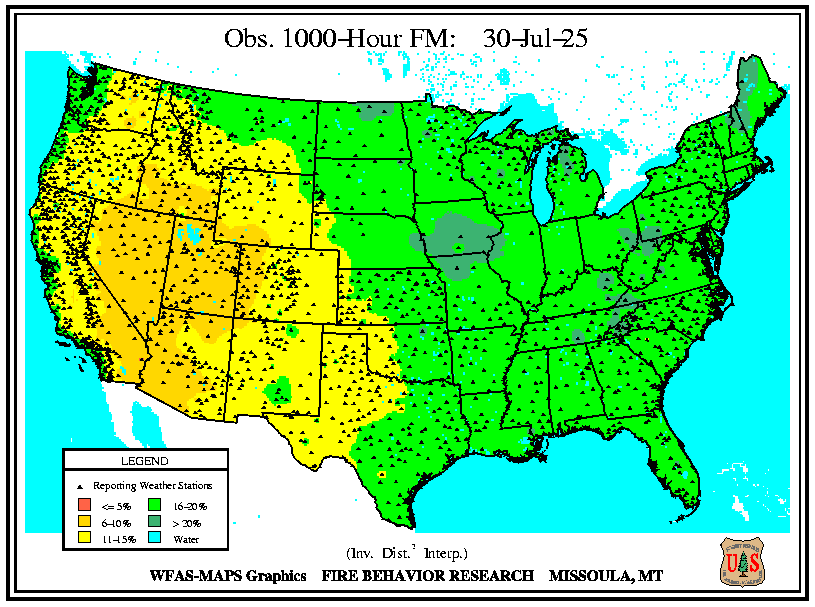 Obs. 1000-Hour FM: 30-Jul-25
LEGEND
Reporting Weather Stations
<= 5%
16-20%
6-10%
> 20%
11-15%
Water
(Inv. Dist.² Interp.)
WFAS-MAPS Graphics FIRE BEHAVIOR RESEARCH MISSOULA, MT
U S